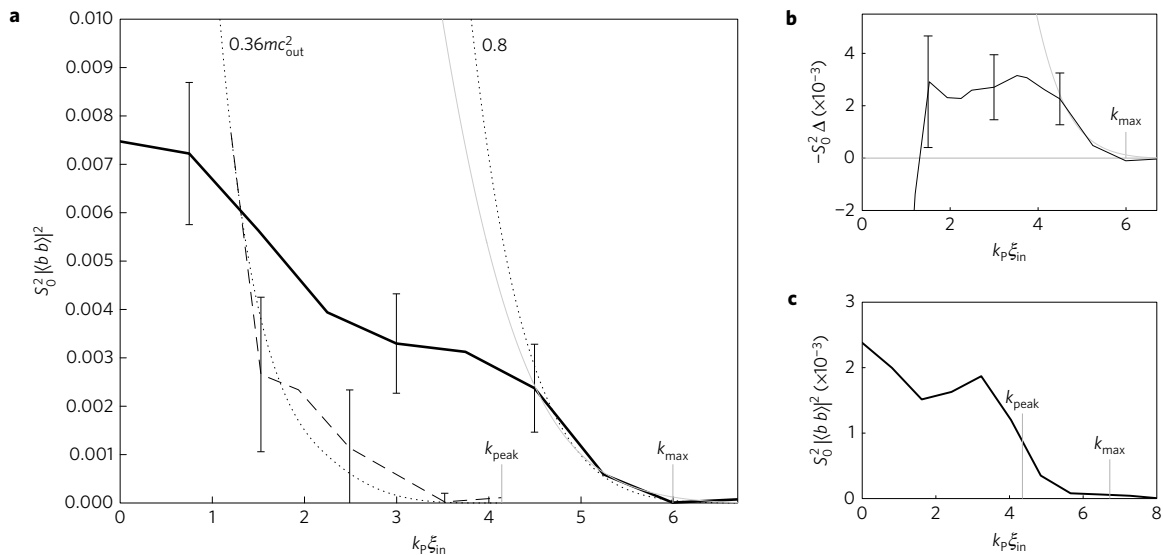 a
0.010
0.009
0.008
0.007
0.006
0.005
0.004
0.003
0.002
0.001
0.000
S₀² |⟨b b⟩|²
0.36mc²out
0.8
kpeak
kmax
0 1 2 3 4 5 6
kPξin
b
4
2
0
−2
−S₀² Δ (×10⁻³)
kmax
0 2 4 6
kPξin
c
3
2
1
0
S₀² |⟨b b⟩|² (×10⁻³)
kpeak
kmax
0 2 4 6 8
kPξin